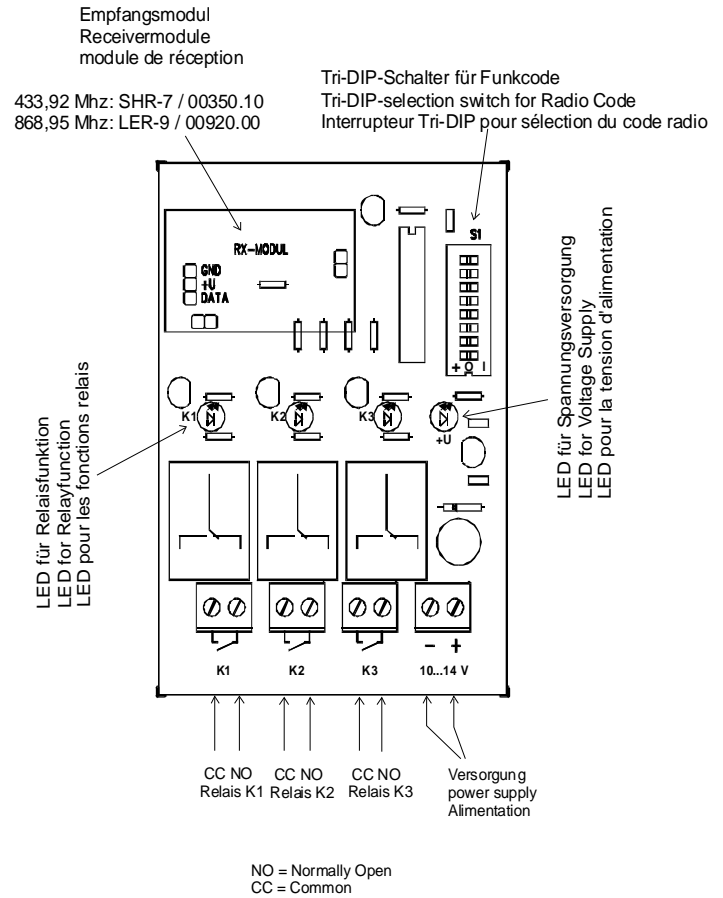 Empfangsmodul
Receivermodule
module de réception
433,92 Mhz: SHR-7 / 00350.10
868,95 Mhz: LER-9 / 00920.00
Tri-DIP-Schalter für Funkcode
Tri-DIP-selection switch for Radio Code
Interrupteur Tri-DIP pour sélection du code radio
S1
RX-MODUL
GND
+U
DATA
+ O I
K1
K2
K3
+U
LED für Relaisfunktion
LED for Relayfunction
LED pour les fonctions relais
LED für Spannungsversorgung
LED for Voltage Supply
LED pour la tension d'alimentation
– +
K1
K2
K3
10...14 V
CC NO
Relais K1
CC NO
Relais K2
CC NO
Relais K3
Versorgung
power supply
Alimentation
NO = Normally Open
CC = Common